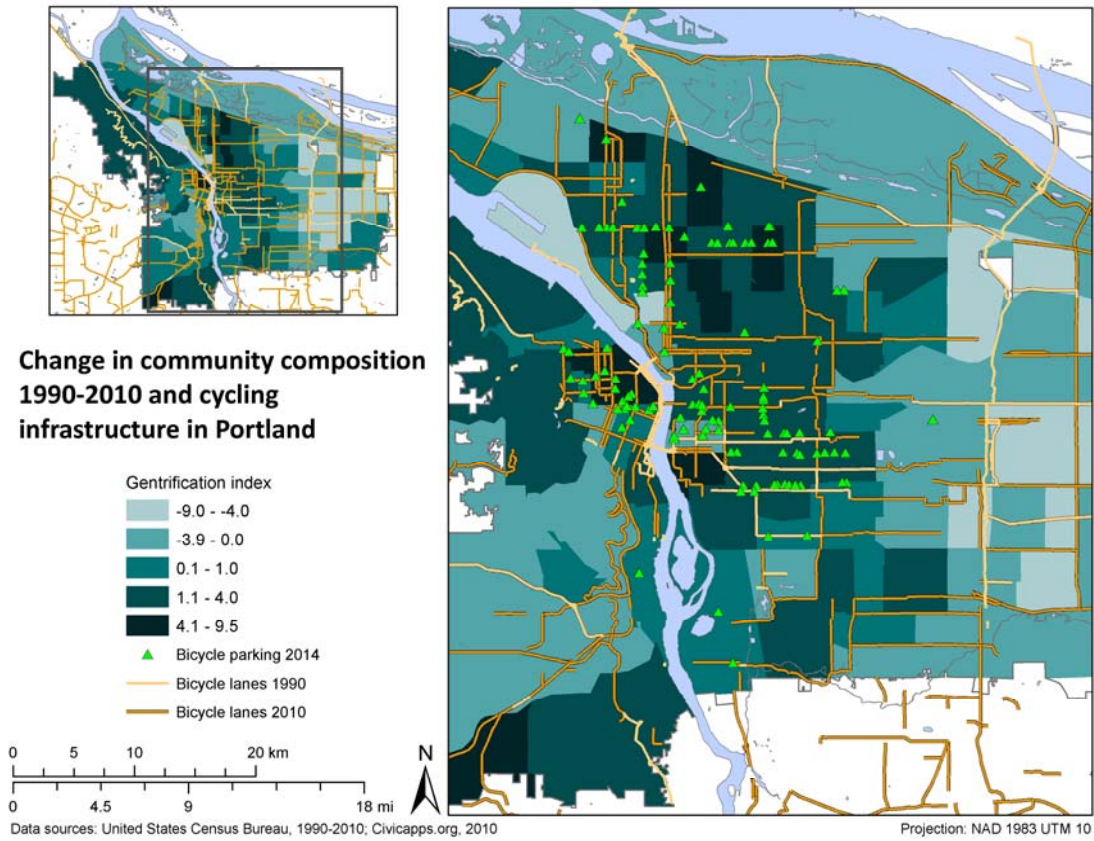 Change in community composition
1990-2010 and cycling
infrastructure in Portland
Gentrification index
-9.0 - -4.0
-3.9 - 0.0
0.1 - 1.0
1.1 - 4.0
4.1 - 9.5
Bicycle parking 2014
Bicycle lanes 1990
Bicycle lanes 2010
0 5 10 20 km
0 4.5 9 18 mi
N
Data sources: United States Census Bureau, 1990-2010; Civicapps.org, 2010
Projection: NAD 1983 UTM 10